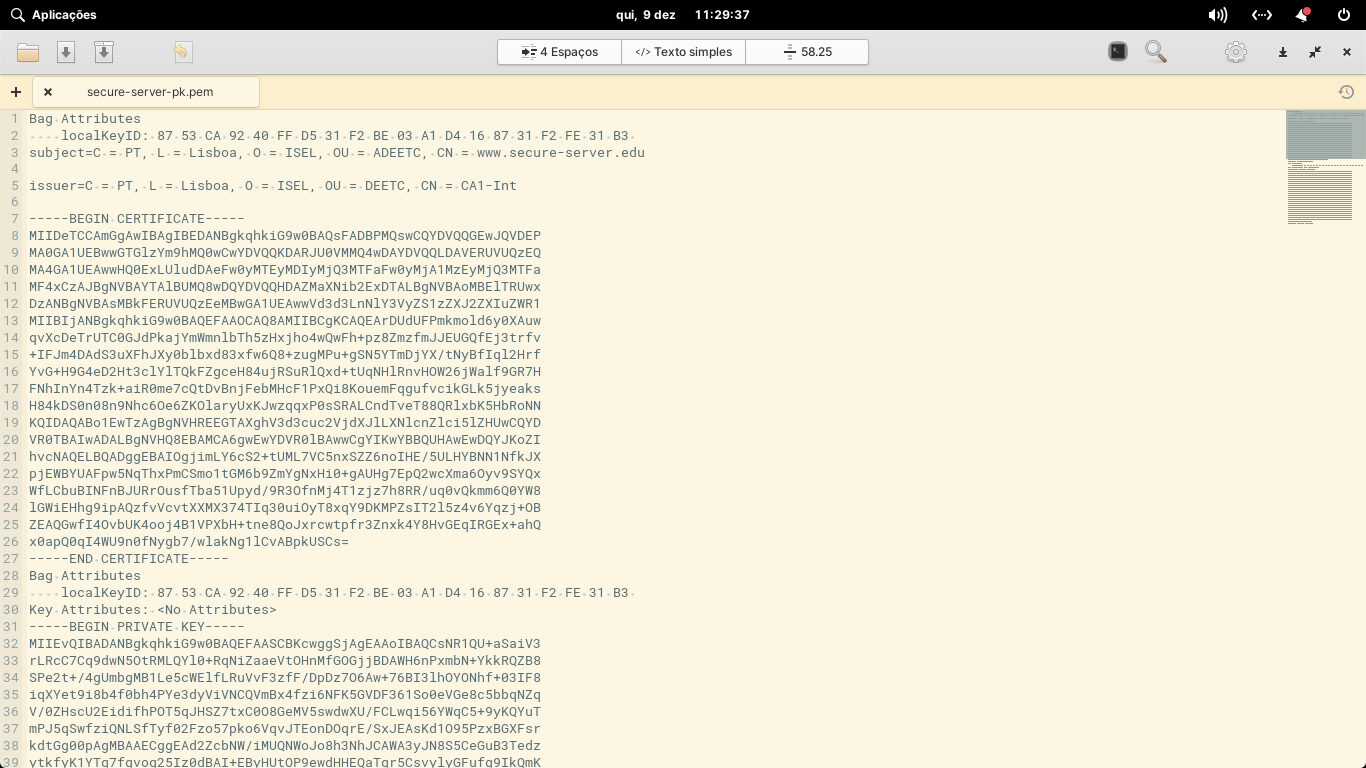 Aplicações
qui, 9 dez 11:29:37
4 Espaços
</> Texto simples
58.25
secure-server-pk.pem
1 Bag Attributes
2 localKeyID: 87 53 CA 92 40 FF D5 31 F2 BE 03 A1 D4 16 87 31 F2 FE 31 B3
3 subject=C = PT, L = Lisboa, O = ISEL, OU = ADEETC, CN = www.secure-server.edu
4
5 issuer=C = PT, L = Lisboa, O = ISEL, OU = DEETC, CN = CA1-Int
6
7 -----BEGIN CERTIFICATE-----
8 MIIDeTCCAmGgAwIBAgIBEDANBgkqhkiG9w0BAQsFADBPMQswCQYDVQQGEwJQVDEP
9 MA0GA1UEBwwGTGlzYm9hMQ0wCwYDVQQKDARJU0VMMQ4wDAYDVQQLDAVERUVUQzEQ
10 MA4GA1UEAwwHQ0ExLUludDAeFw0yMTEyMDIyMjQ3MTFaFw0yMjA1MzEyMjQ3MTFa
11 MF4xCzAJBgNVBAYTAlBUMQ8wDQYDVQQHDAZMaXNib2ExDTALBgNVBAoMBElTRUwx
12 DzANBgNVBAsMBkFERUVUQzEeMBwGA1UEAwwVd3d3LnNlY3VyZS1zZXJ2ZXIuZWR1
13 MIIBIjANBgkqhkiG9w0BAQEFAAOCAQ8AMIIBCgKCAQEArDUdUFPmkmold6y0XAuw
14 qvXcDeTrUTC0GJdPkajYmWmnlbTh5zHxjho4wQwFh+pz8ZmzfmJJEUGQfEj3trfv
15 +IFJm4DAdS3uXFhJXy0blbxd83xfw6Q8+zugMPu+gSN5YTmDjYX/tNyBfIql2Hrf
16 YvG+H9G4eD2Ht3clYlTQkFZgceH84ujRSuRlQxd+tUqNHlRnvHOW26jWalf9GR7H
17 FNhInYn4Tzk+aiR0me7cQtDvBnjFebMHcF1PxQi8KouemFqgufvcikGLk5jyeaks
18 H84kDS0n08n9Nhc6Oe6ZKOlaryUxKJwzqqxP0sSRALCndTveT88QRlxbK5HbRoNN
19 KQIDAQABo1EwTzAgBgNVHREEGTAXghV3d3cuc2VjdXJlLXNlcnZlci5lZHUwCQYD
20 VR0TBAIwADALBgNVHQ8EBAMCA6gwEwYDVR0lBAwwCgYIKwYBBQUHAwEwDQYJKoZI
21 hvcNAQELBQADggEBAIOgjimLY6cS2+tUML7VC5nxSZZ6noIHE/5ULHYBNN1NfkJX
22 pjEWBYUAFpw5NqThxPmCSmo1tGM6b9ZmYgNxHi0+gAUHg7EpQ2wcXma6Oyv9SYQx
23 WfLCbuBINFnBJURrOusfTba51Upyd/9R3OfnMj4T1zjz7h8RR/uq0vQkmm6Q0YW8
24 lGWiEHhg9ipAQzfvVcvtXXMX374TIq30uiOyT8xqY9DKMPZsIT2l5z4v6Yqzj+OB
25 ZEAQGwfI4OvbUK4ooj4B1VPXbH+tne8QoJxrcwtpfr3Znxk4Y8HvGEqIRGEx+ahQ
26 x0apQ0qI4WU9n0fNygb7/wlakNg1lCvABpkUSCs=
27 -----END CERTIFICATE-----
28 Bag Attributes
29 localKeyID: 87 53 CA 92 40 FF D5 31 F2 BE 03 A1 D4 16 87 31 F2 FE 31 B3
30 Key Attributes: <No Attributes>
31 -----BEGIN PRIVATE KEY-----
32 MIIEvQIBADANBgkqhkiG9w0BAQEFAASCBKcwggSjAgEAAoIBAQCsNR1QU+aSaiV3
33 rLRcC7Cq9dwN5OtRMLQYl0+RqNiZaaeVtOHnMfGOGjjBDAWH6nPxmbN+YkkRQZB8
34 SPe2t+/4gUmbgMB1Le5cWElfLRuVvF3zfF/DpDz7O6Aw+76BI3lhOYONhf+03IF8
35 iqXYet9i8b4f0bh4PYe3dyViVNCQVmBx4fzi6NFK5GVDF361So0eVGe8c5bbqNZq
36 V/0ZHscU2EidifhPOT5qJHSZ7txC0O8GeMV5swdwXU/FCLwqi56YWqC5+9yKQYuT
37 mPJ5qSwfziQNLSfTyf02Fzo57pko6VqvJTEonDOqrE/SxJEAsKd1O95PzxBGXFsr
38 kdtGg00pAgMBAAECggEAd2ZcbNW/iMUQNWoJo8h3NhJCAWA3yJN8S5CeGuB3Tedz
39 ytkfyK1YTg7fgvog25Iz0dBAI+EByHUtOP9ewdHHEQaTgr5CsvylyGFufg9IkQmK